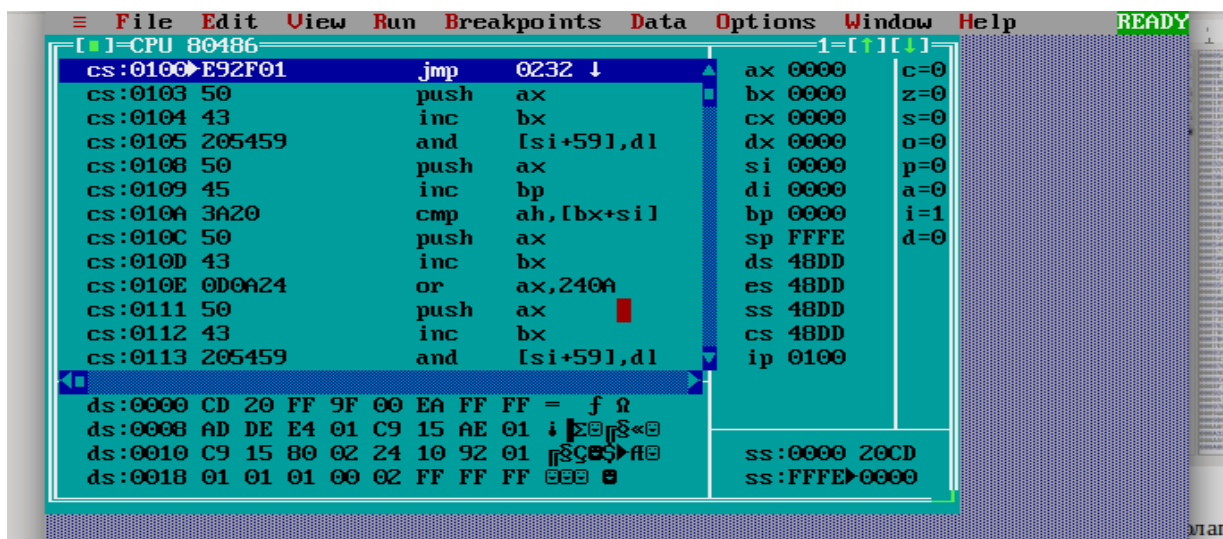 ≡ File Edit View Run Breakpoints Data Options Window Help READY
[■]=CPU 80486 1=[↑][↓]
cs:0100►E92F01 jmp 0232 ↓ ax 0000 c=0
cs:0103 50 push ax bx 0000 z=0
cs:0104 43 inc bx cx 0000 s=0
cs:0105 205459 and [si+59],dl dx 0000 o=0
cs:0108 50 push ax si 0000 p=0
cs:0109 45 inc bp di 0000 a=0
cs:010A 3A20 cmp ah,[bx+si] bp 0000 i=1
cs:010C 50 push ax sp FFFE d=0
cs:010D 43 inc bx ds 48DD
cs:010E 0D0A24 or ax,240A es 48DD
cs:0111 50 push ax ss 48DD
cs:0112 43 inc bx cs 48DD
cs:0113 205459 and [si+59],dl ip 0100
ds:0000 CD 20 FF 9F 00 EA FF FF = ƒ Ω
ds:0008 AD DE E4 01 C9 15 AE 01 ¡▐Σ☺╔§«☺
ds:0010 C9 15 80 02 24 10 92 01 ╔§Ç☻$►Æ☺ ss:0000 20CD
ds:0018 01 01 01 00 02 FF FF FF ☺☺☺ ☻ ss:FFFE►0000